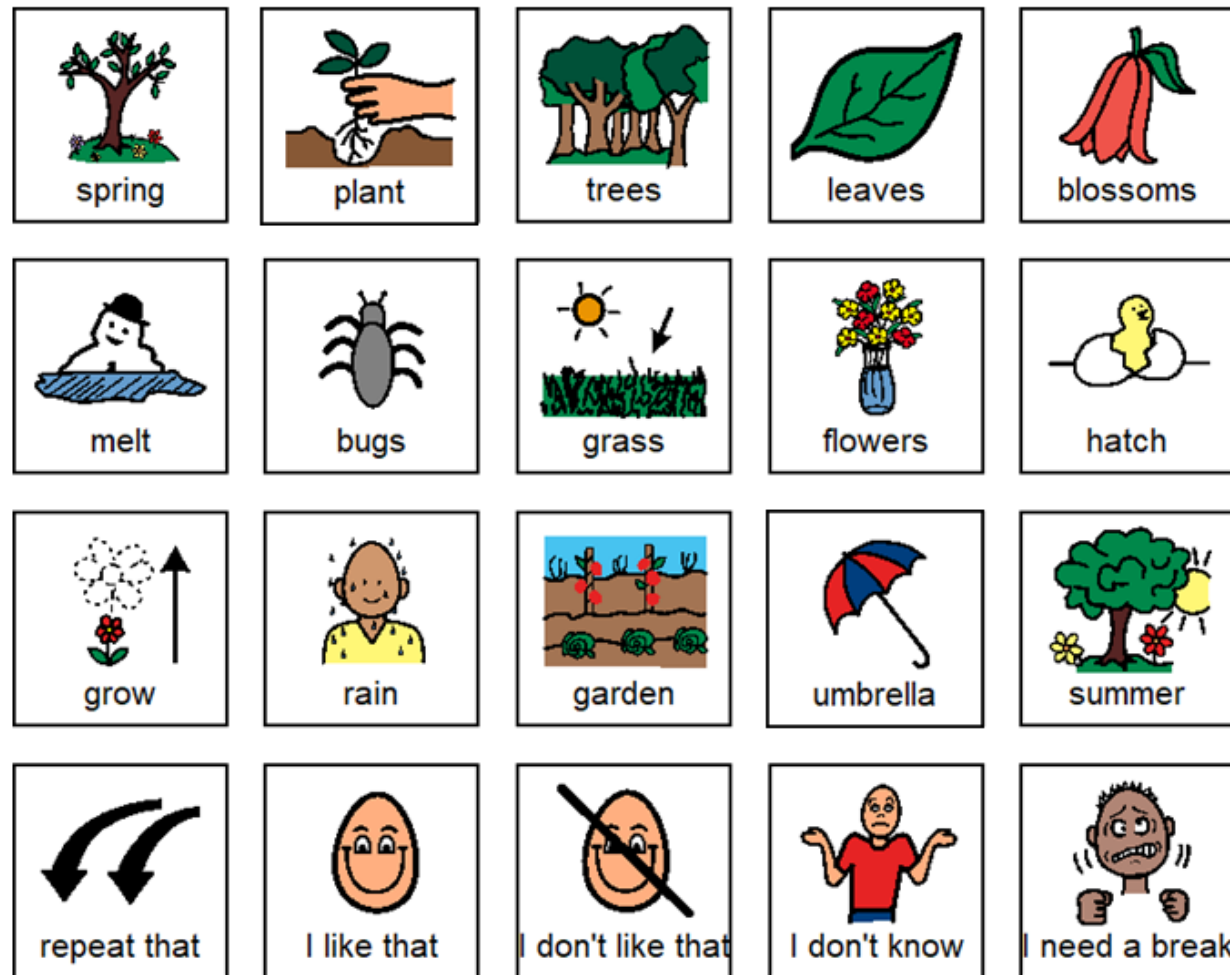 spring
plant
trees
leaves
blossoms
melt
bugs
grass
flowers
hatch
grow
rain
garden
umbrella
summer
repeat that
I like that
I don't like that
I don't know
I need a break